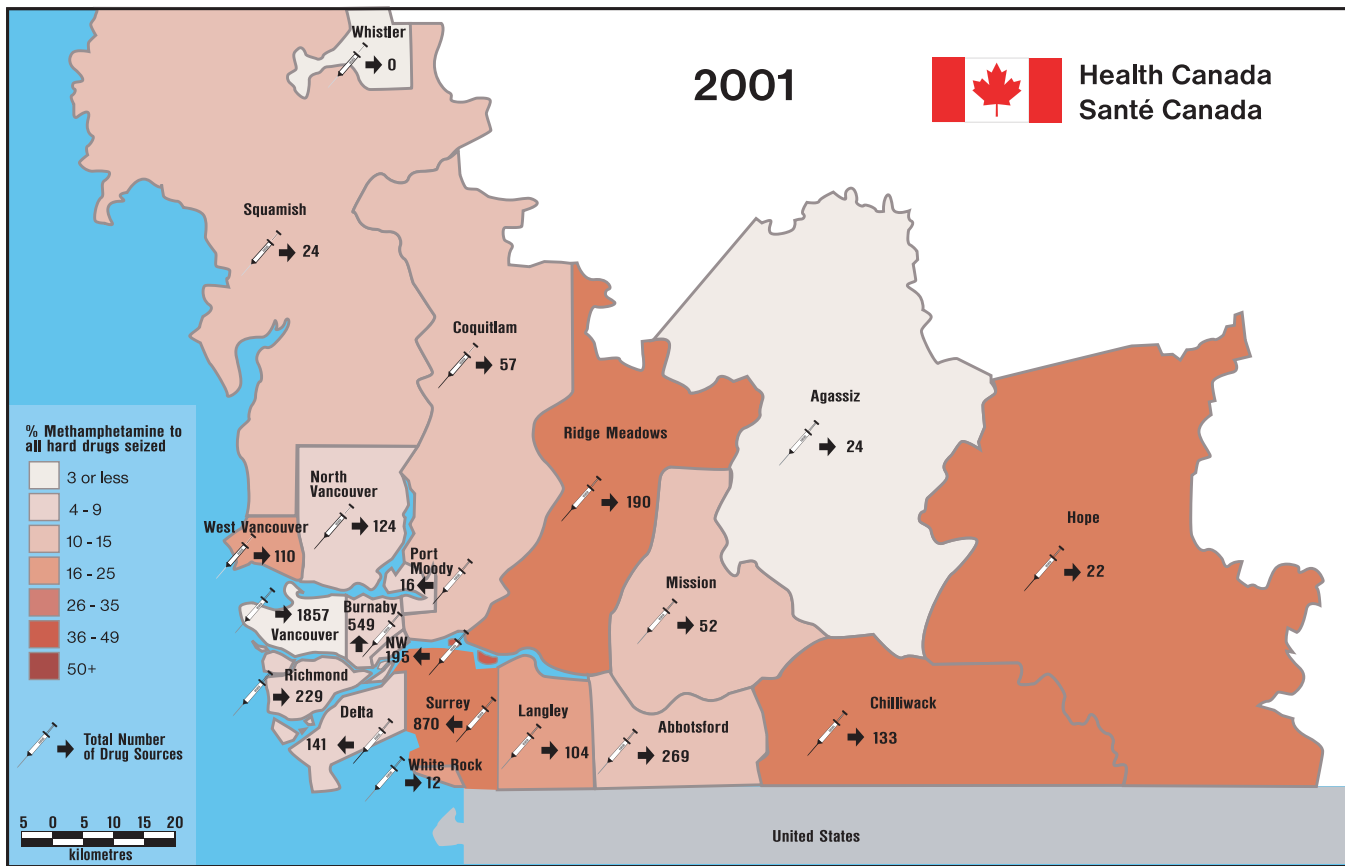 Whistler
0
2001
Health Canada
Santé Canada
Squamish
24
Coquitlam
57
Agassiz
24
Ridge Meadows
190
Hope
22
% Methamphetamine to
all hard drugs seized
3 or less
4 - 9
10 - 15
16 - 25
26 - 35
36 - 49
50+
Total Number
of Drug Sources
5 0 5 10 15 20
kilometres
North
Vancouver
124
West Vancouver
110
Port
Moody
16
Mission
52
1857
Vancouver
Burnaby
549
NW
195
Richmond
229
Delta
141
Surrey
870
Langley
104
Abbotsford
269
Chilliwack
133
White Rock
12
United States